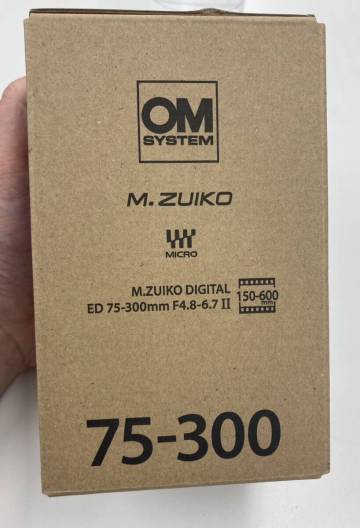 OM
SYSTEM
M.ZUIKO
MICRO
M.ZUIKO DIGITAL
ED 75-300mm F4.8-6.7 II
150-600
mm
75-300